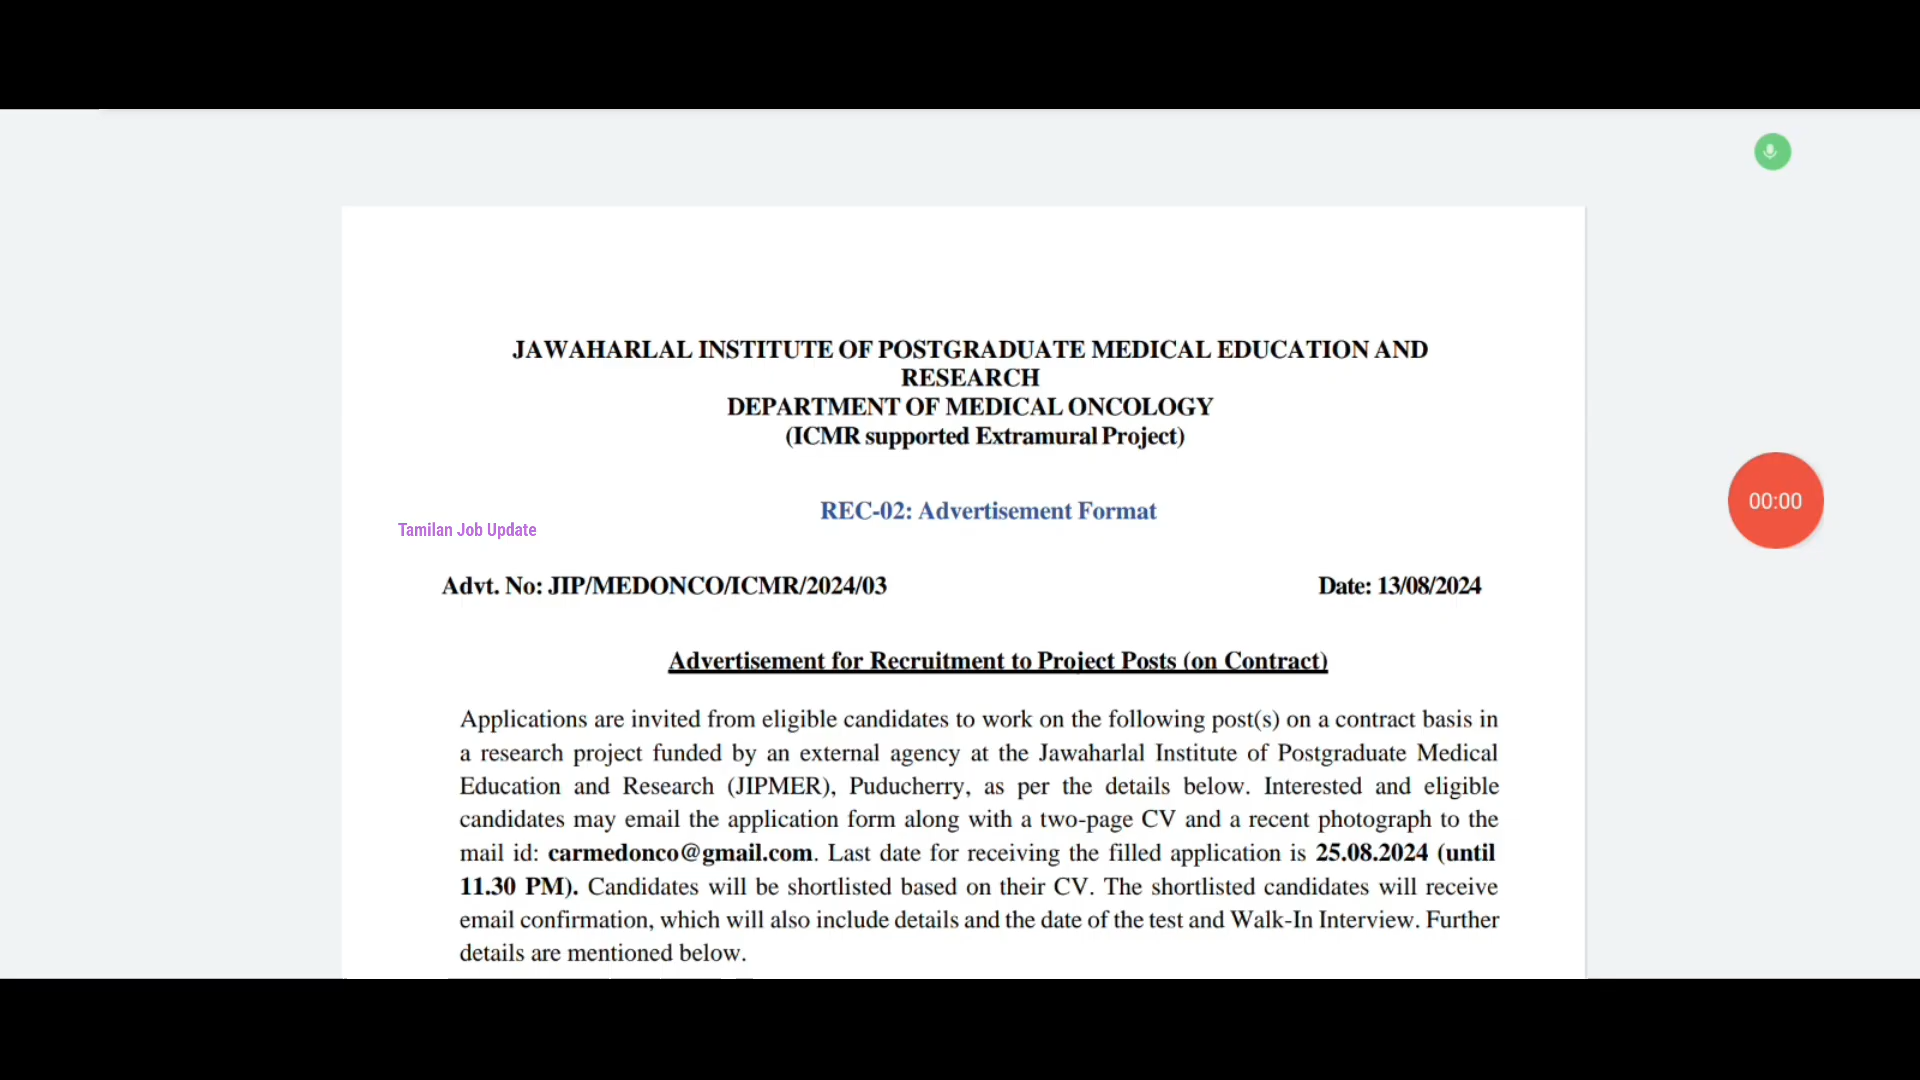 JAWAHARLAL INSTITUTE OF POSTGRADUATE MEDICAL EDUCATION AND
RESEARCH
DEPARTMENT OF MEDICAL ONCOLOGY
(ICMR supported Extramural Project)
REC-02: Advertisement Format
Tamilan Job Update
00:00
Advt. No: JIP/MEDONCO/ICMR/2024/03 Date: 13/08/2024
Advertisement for Recruitment to Project Posts (on Contract)
Applications are invited from eligible candidates to work on the following post(s) on a contract basis in
a research project funded by an external agency at the Jawaharlal Institute of Postgraduate Medical
Education and Research (JIPMER), Puducherry, as per the details below. Interested and eligible
candidates may email the application form along with a two-page CV and a recent photograph to the
mail id: carmedonco@gmail.com. Last date for receiving the filled application is 25.08.2024 (until
11.30 PM). Candidates will be shortlisted based on their CV. The shortlisted candidates will receive
email confirmation, which will also include details and the date of the test and Walk-In Interview. Further
details are mentioned below.